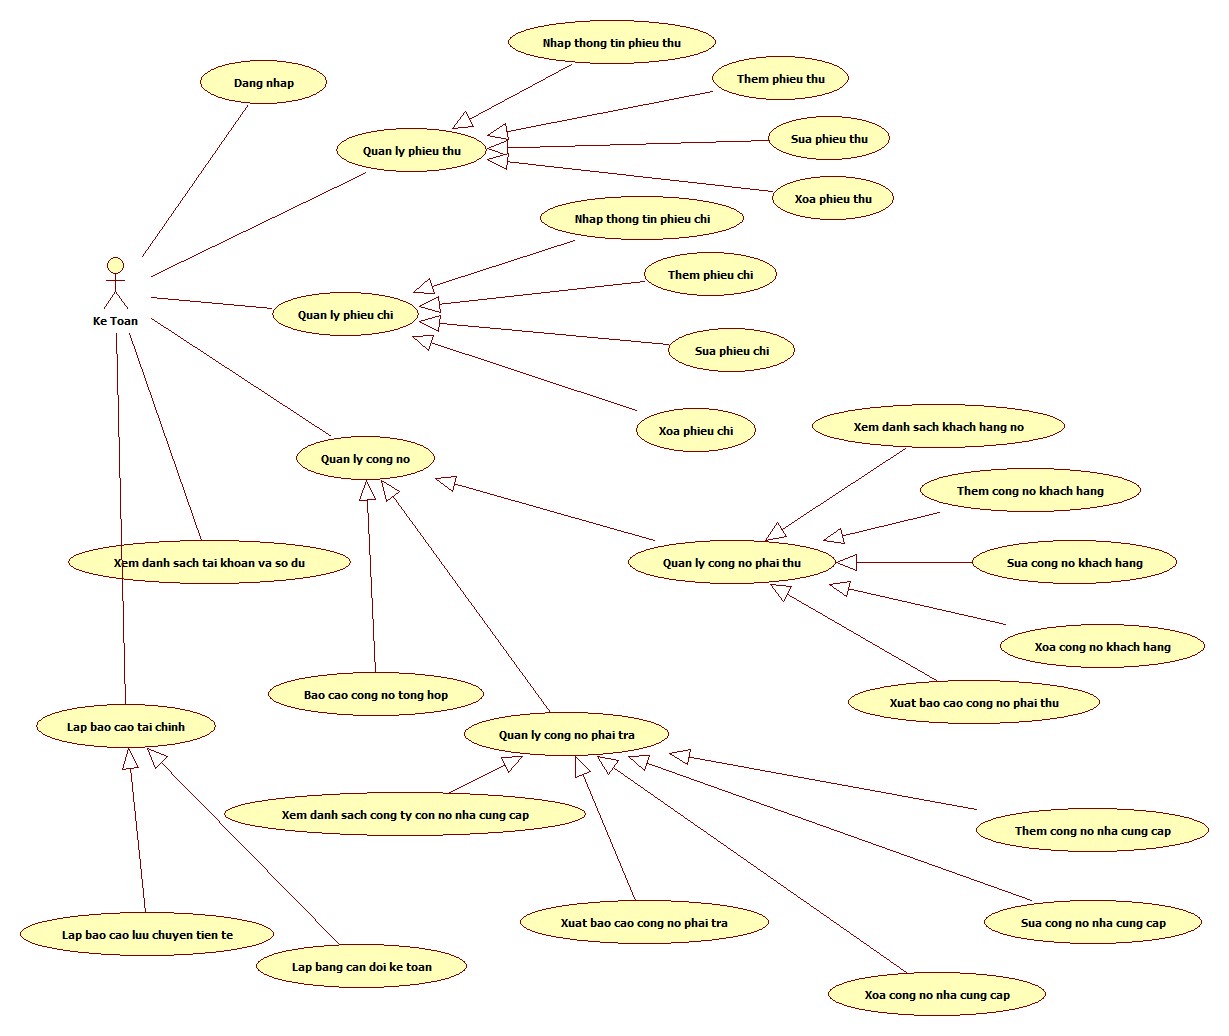 Nhap thong tin phieu thu
Them phieu thu
Dang nhap
Sua phieu thu
Quan ly phieu thu
Xoa phieu thu
Nhap thong tin phieu chi
Them phieu chi
Quan ly phieu chi
Ke Toan
Sua phieu chi
Xoa phieu chi
Xem danh sach khach hang no
Quan ly cong no
Them cong no khach hang
Xem danh sach tai khoan va so du
Quan ly cong no phai thu
Sua cong no khach hang
Xoa cong no khach hang
Bao cao cong no tong hop
Xuat bao cao cong no phai thu
Lap bao cao tai chinh
Quan ly cong no phai tra
Xem danh sach cong ty con no nha cung cap
Them cong no nha cung cap
Xuat bao cao cong no phai tra
Sua cong no nha cung cap
Lap bao cao luu chuyen tien te
Lap bang can doi ke toan
Xoa cong no nha cung cap